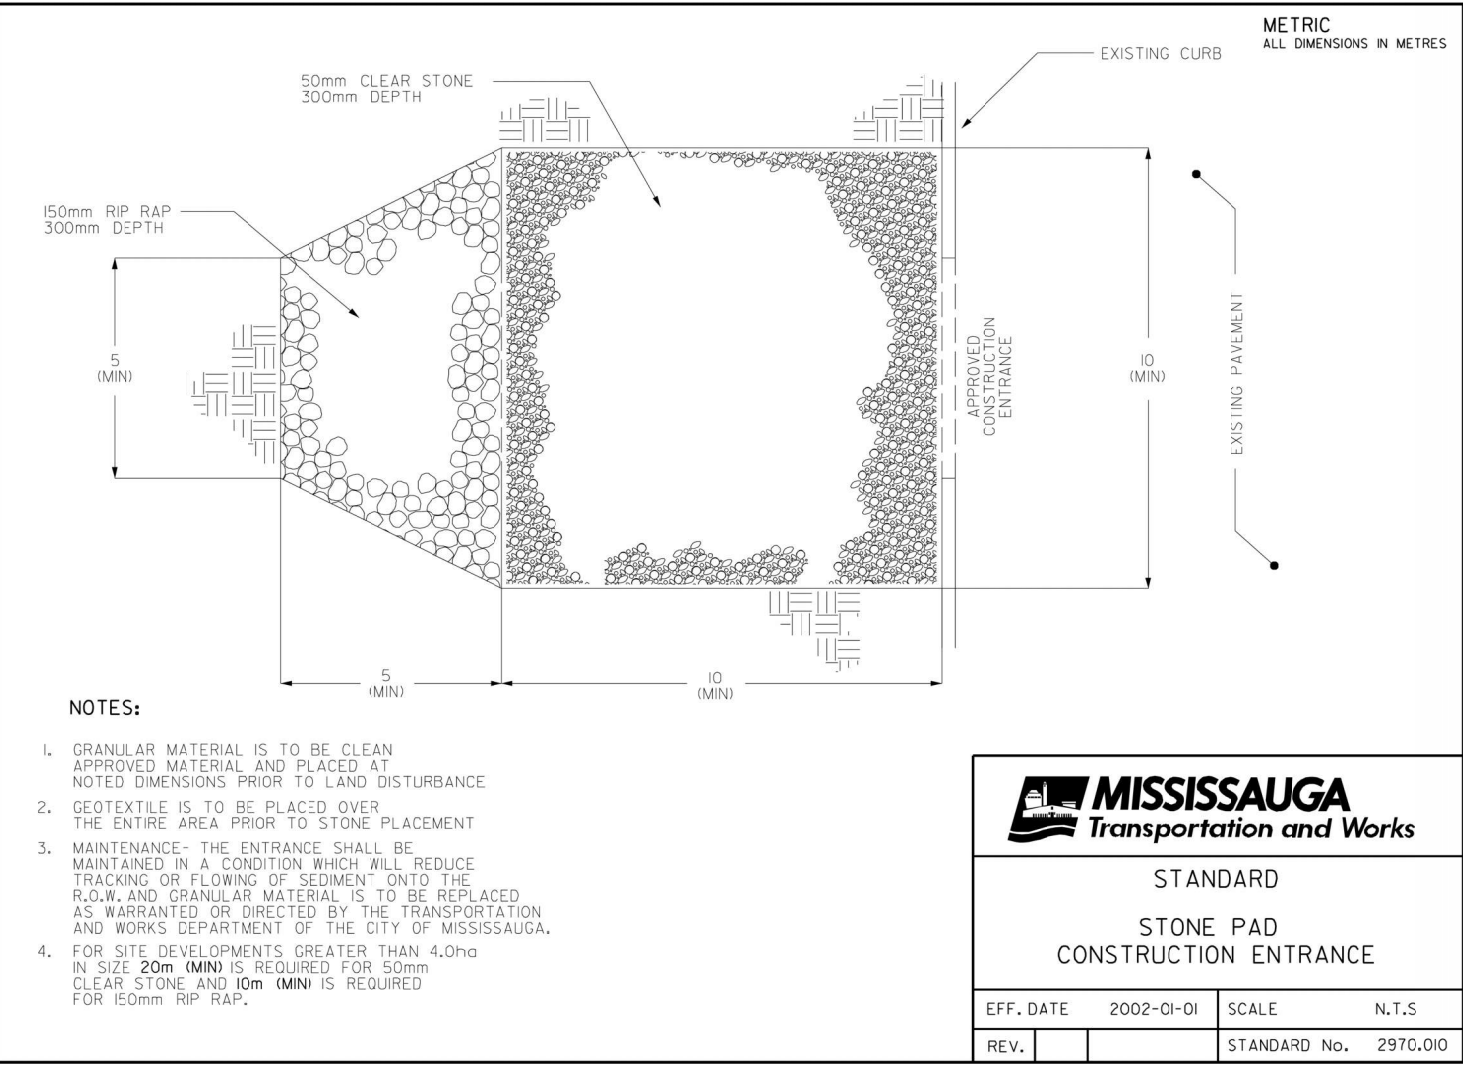 METRIC
ALL DIMENSIONS IN METRES
EXISTING CURB
50mm CLEAR STONE
300mm DEPTH
150mm RIP RAP
300mm DEPTH
5
(MIN)
APPROVED
CONSTRUCTION
ENTRANCE
10
(MIN)
EXISTING PAVEMENT
5
(MIN)
10
(MIN)
NOTES:
1. GRANULAR MATERIAL IS TO BE CLEAN
APPROVED MATERIAL AND PLACED AT
NOTED DIMENSIONS PRIOR TO LAND DISTURBANCE
2. GEOTEXTILE IS TO BE PLACED OVER
THE ENTIRE AREA PRIOR TO STONE PLACEMENT
3. MAINTENANCE- THE ENTRANCE SHALL BE
MAINTAINED IN A CONDITION WHICH WILL REDUCE
TRACKING OR FLOWING OF SEDIMENT ONTO THE
R.O.W. AND GRANULAR MATERIAL IS TO BE REPLACED
AS WARRANTED OR DIRECTED BY THE TRANSPORTATION
AND WORKS DEPARTMENT OF THE CITY OF MISSISSAUGA.
4. FOR SITE DEVELOPMENTS GREATER THAN 4.0ha
IN SIZE 20m (MIN) IS REQUIRED FOR 50mm
CLEAR STONE AND 10m (MIN) IS REQUIRED
FOR 150mm RIP RAP.
MISSISSAUGA
Transportation and Works
STANDARD
STONE PAD
CONSTRUCTION ENTRANCE
EFF. DATE 2002-01-01 SCALE N.T.S
REV. STANDARD No. 2970.010